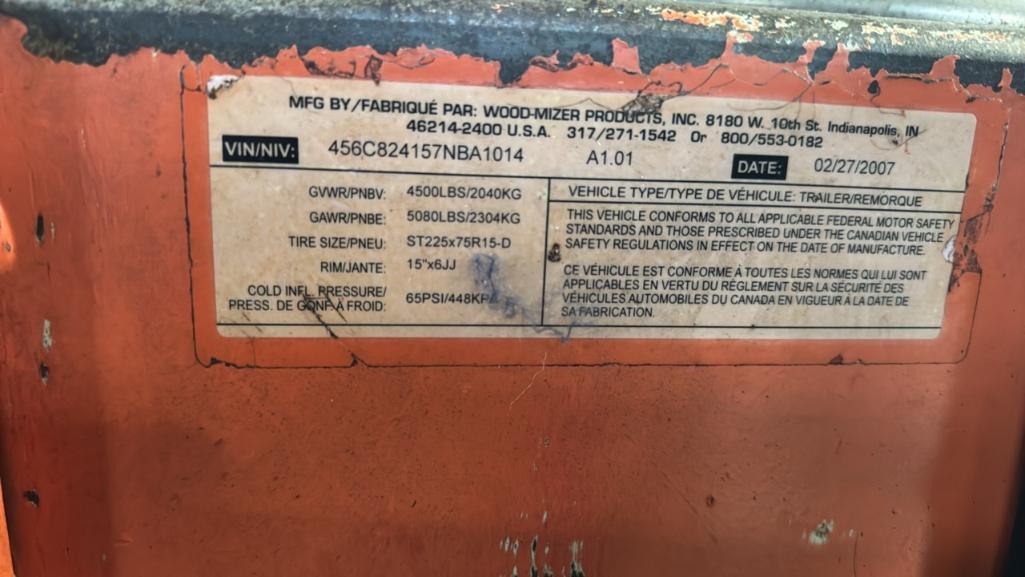 MFG BY/FABRIQUÉ PAR: WOOD-MIZER PRODUCTS, INC. 8180 W. 10th St. Indianapolis, IN
46214-2400 U.S.A. 317/271-1542 Or 800/553-0182
VIN/NIV: 456C824157NBA1014 A1.01 DATE: 02/27/2007
GVWR/PNBV: 4500LBS/2040KG
GAWR/PNBE: 5080LBS/2304KG
TIRE SIZE/PNEU: ST225x75R15-D
RIM/JANTE: 15"x6JJ
COLD INFL. PRESSURE/
PRESS. DE GONF. À FROID: 65PSI/448KPA
VEHICLE TYPE/TYPE DE VÉHICULE: TRAILER/REMORQUE
THIS VEHICLE CONFORMS TO ALL APPLICABLE FEDERAL MOTOR SAFETY
STANDARDS AND THOSE PRESCRIBED UNDER THE CANADIAN VEHICLE
SAFETY REGULATIONS IN EFFECT ON THE DATE OF MANUFACTURE.
CE VÉHICULE EST CONFORME À TOUTES LES NORMES QUI LUI SONT
APPLICABLES EN VERTU DU RÈGLEMENT SUR LA SÉCURITÉ DES
VÉHICULES AUTOMOBILES DU CANADA EN VIGUEUR À LA DATE DE
SA FABRICATION.